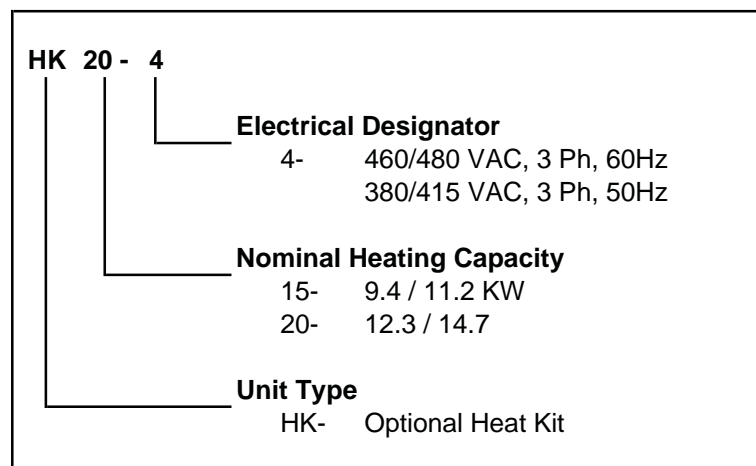 HK 20 - 4
Electrical Designator
4- 460/480 VAC, 3 Ph, 60Hz
380/415 VAC, 3 Ph, 50Hz
Nominal Heating Capacity
15- 9.4 / 11.2 KW
20- 12.3 / 14.7
Unit Type
HK- Optional Heat Kit